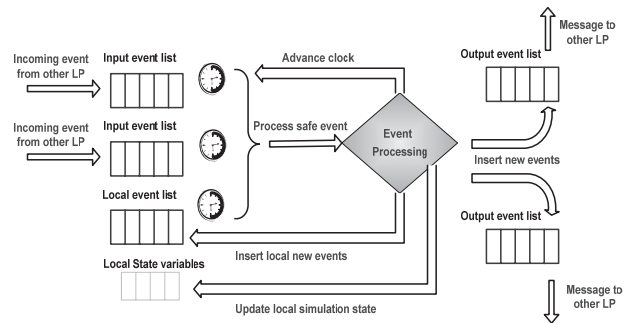 Message to
other LP
Output event list
Advance clock
Input event list
Incoming event
from other LP
Process safe event
Event
Processing
Input event list
Incoming event
from other LP
Insert new events
Local event list
Output event list
Insert local new events
Local State variables
Message to
other LP
Update local simulation state